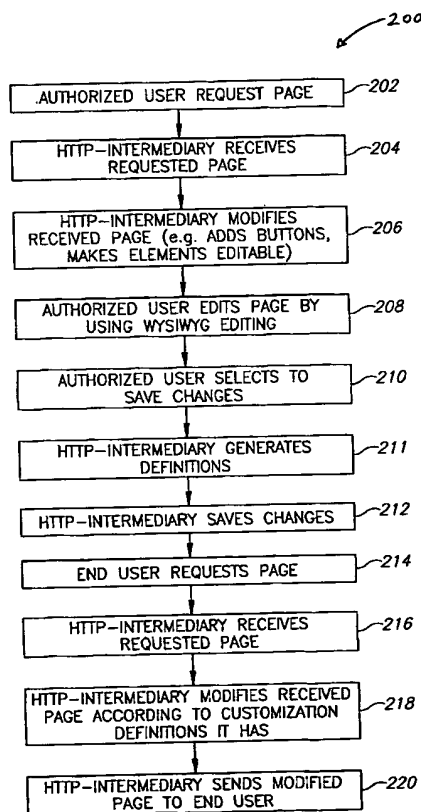 200
.AUTHORIZED USER REQUEST PAGE
202
HTTP-INTERMEDIARY RECEIVES
REQUESTED PAGE
204
HTTP-INTERMEDIARY MODIFIES
RECEIVED PAGE (e.g. ADDS BUTTONS,
MAKES ELEMENTS EDITABLE)
206
AUTHORIZED USER EDITS PAGE BY
USING WYSIWYG EDITING
208
AUTHORIZED USER SELECTS TO
SAVE CHANGES
210
HTTP-INTERMEDIARY GENERATES
DEFINITIONS
211
HTTP-INTERMEDIARY SAVES CHANGES
212
END USER REQUESTS PAGE
214
HTTP-INTERMEDIARY RECEIVES
REQUESTED PAGE
216
HTTP-INTERMEDIARY MODIFIES RECEIVED
PAGE ACCORDING TO CUSTOMIZATION
DEFINITIONS IT HAS
218
HTTP-INTERMEDIARY SENDS MODIFIED
PAGE TO END USER
220